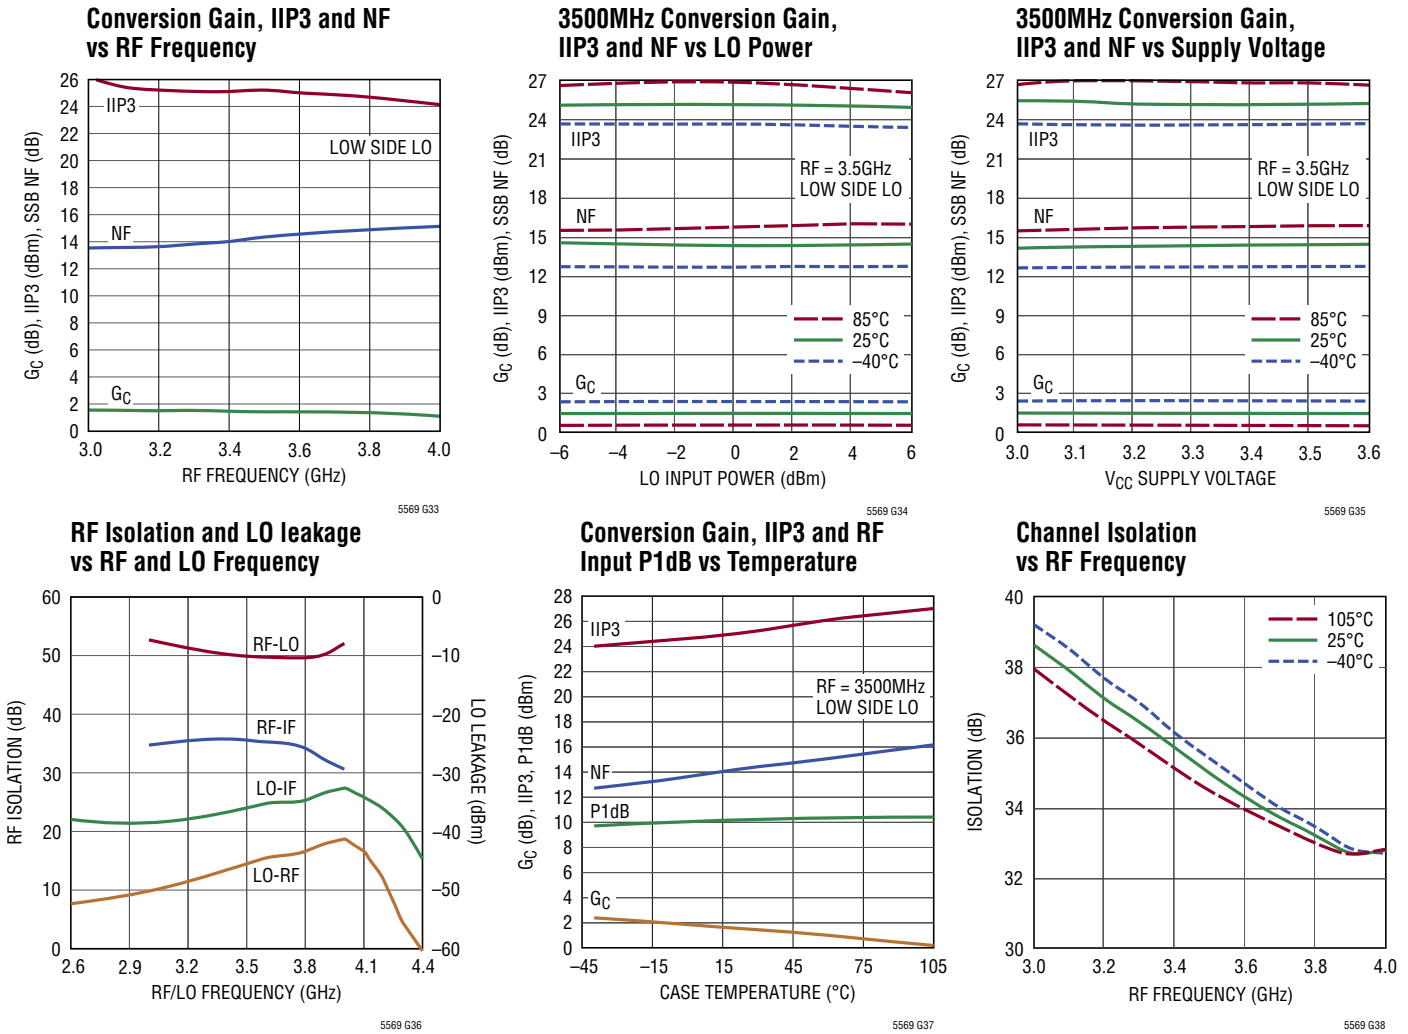 Conversion Gain, IIP3 and NF
vs RF Frequency
GC (dB), IIP3 (dBm), SSB NF (dB)
26
24
22
20
18
16
14
12
10
8
6
4
2
0
IIP3
LOW SIDE LO
NF
GC
3.0
3.2
3.4
3.6
3.8
4.0
RF FREQUENCY (GHz)
5569 G33
3500MHz Conversion Gain,
IIP3 and NF vs LO Power
GC (dB), IIP3 (dBm), SSB NF (dB)
27
24
21
18
15
12
9
6
3
0
IIP3
RF = 3.5GHz
LOW SIDE LO
NF
85°C
25°C
–40°C
GC
–6
–4
–2
0
2
4
6
LO INPUT POWER (dBm)
5569 G34
3500MHz Conversion Gain,
IIP3 and NF vs Supply Voltage
GC (dB), IIP3 (dBm), SSB NF (dB)
27
24
21
18
15
12
9
6
3
0
IIP3
RF = 3.5GHz
LOW SIDE LO
NF
85°C
25°C
–40°C
GC
3.0
3.1
3.2
3.3
3.4
3.5
3.6
VCC SUPPLY VOLTAGE
5569 G35
RF Isolation and LO leakage
vs RF and LO Frequency
RF ISOLATION (dB)
60
50
40
30
20
10
0
RF-LO
RF-IF
LO-IF
LO-RF
0
–10
–20
–30
–40
–50
–60
LO LEAKAGE (dBm)
2.6
2.9
3.2
3.5
3.8
4.1
4.4
RF/LO FREQUENCY (GHz)
5569 G36
Conversion Gain, IIP3 and RF
Input P1dB vs Temperature
GC (dB), IIP3, P1dB (dBm)
28
26
24
22
20
18
16
14
12
10
8
6
4
2
0
IIP3
RF = 3500MHz
LOW SIDE LO
NF
P1dB
GC
–45
–15
15
45
75
105
CASE TEMPERATURE (°C)
5569 G37
Channel Isolation
vs RF Frequency
ISOLATION (dB)
40
38
36
34
32
30
105°C
25°C
–40°C
3.0
3.2
3.4
3.6
3.8
4.0
RF FREQUENCY (GHz)
5569 G38